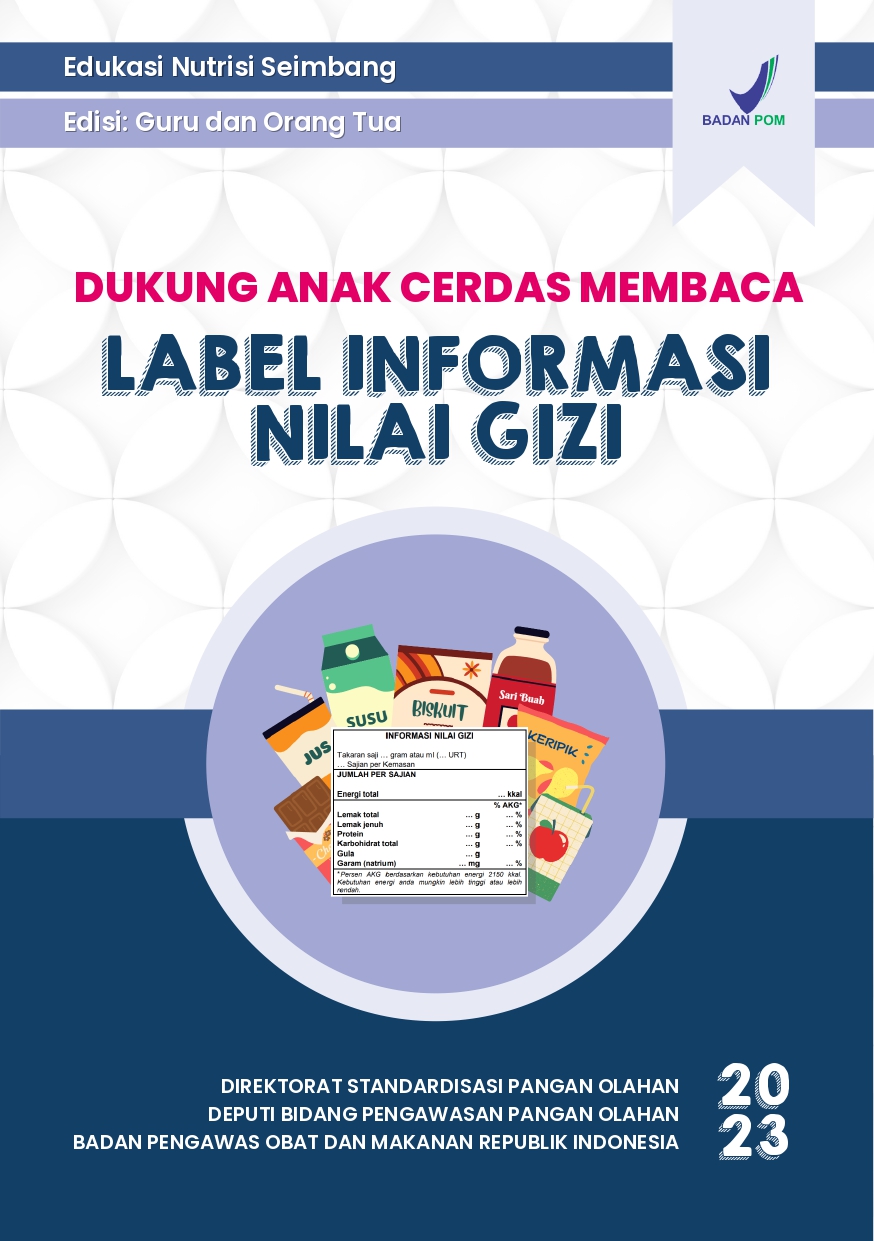 Edukasi Nutrisi Seimbang
Edisi: Guru dan Orang Tua
BADAN POM
DUKUNG ANAK CERDAS MEMBACA
LABEL INFORMASI
NILAI GIZI
SUSU
BISKUIT
Sari Buah
JUS
KERIPIK
INFORMASI NILAI GIZI
Takaran saji ... gram atau ml (... URT)
... Sajian per Kemasan
JUMLAH PER SAJIAN
Energi total ... kkal
% AKG*
Lemak total ... g ... %
Lemak jenuh ... g ... %
Protein ... g ... %
Karbohidrat total ... g ... %
Gula ... g
Garam (natrium) ... mg ... %
*Persen AKG berdasarkan kebutuhan energi 2150 kkal.
Kebutuhan energi anda mungkin lebih tinggi atau lebih
rendah.
DIREKTORAT STANDARDISASI PANGAN OLAHAN
DEPUTI BIDANG PENGAWASAN PANGAN OLAHAN
BADAN PENGAWAS OBAT DAN MAKANAN REPUBLIK INDONESIA
20
23